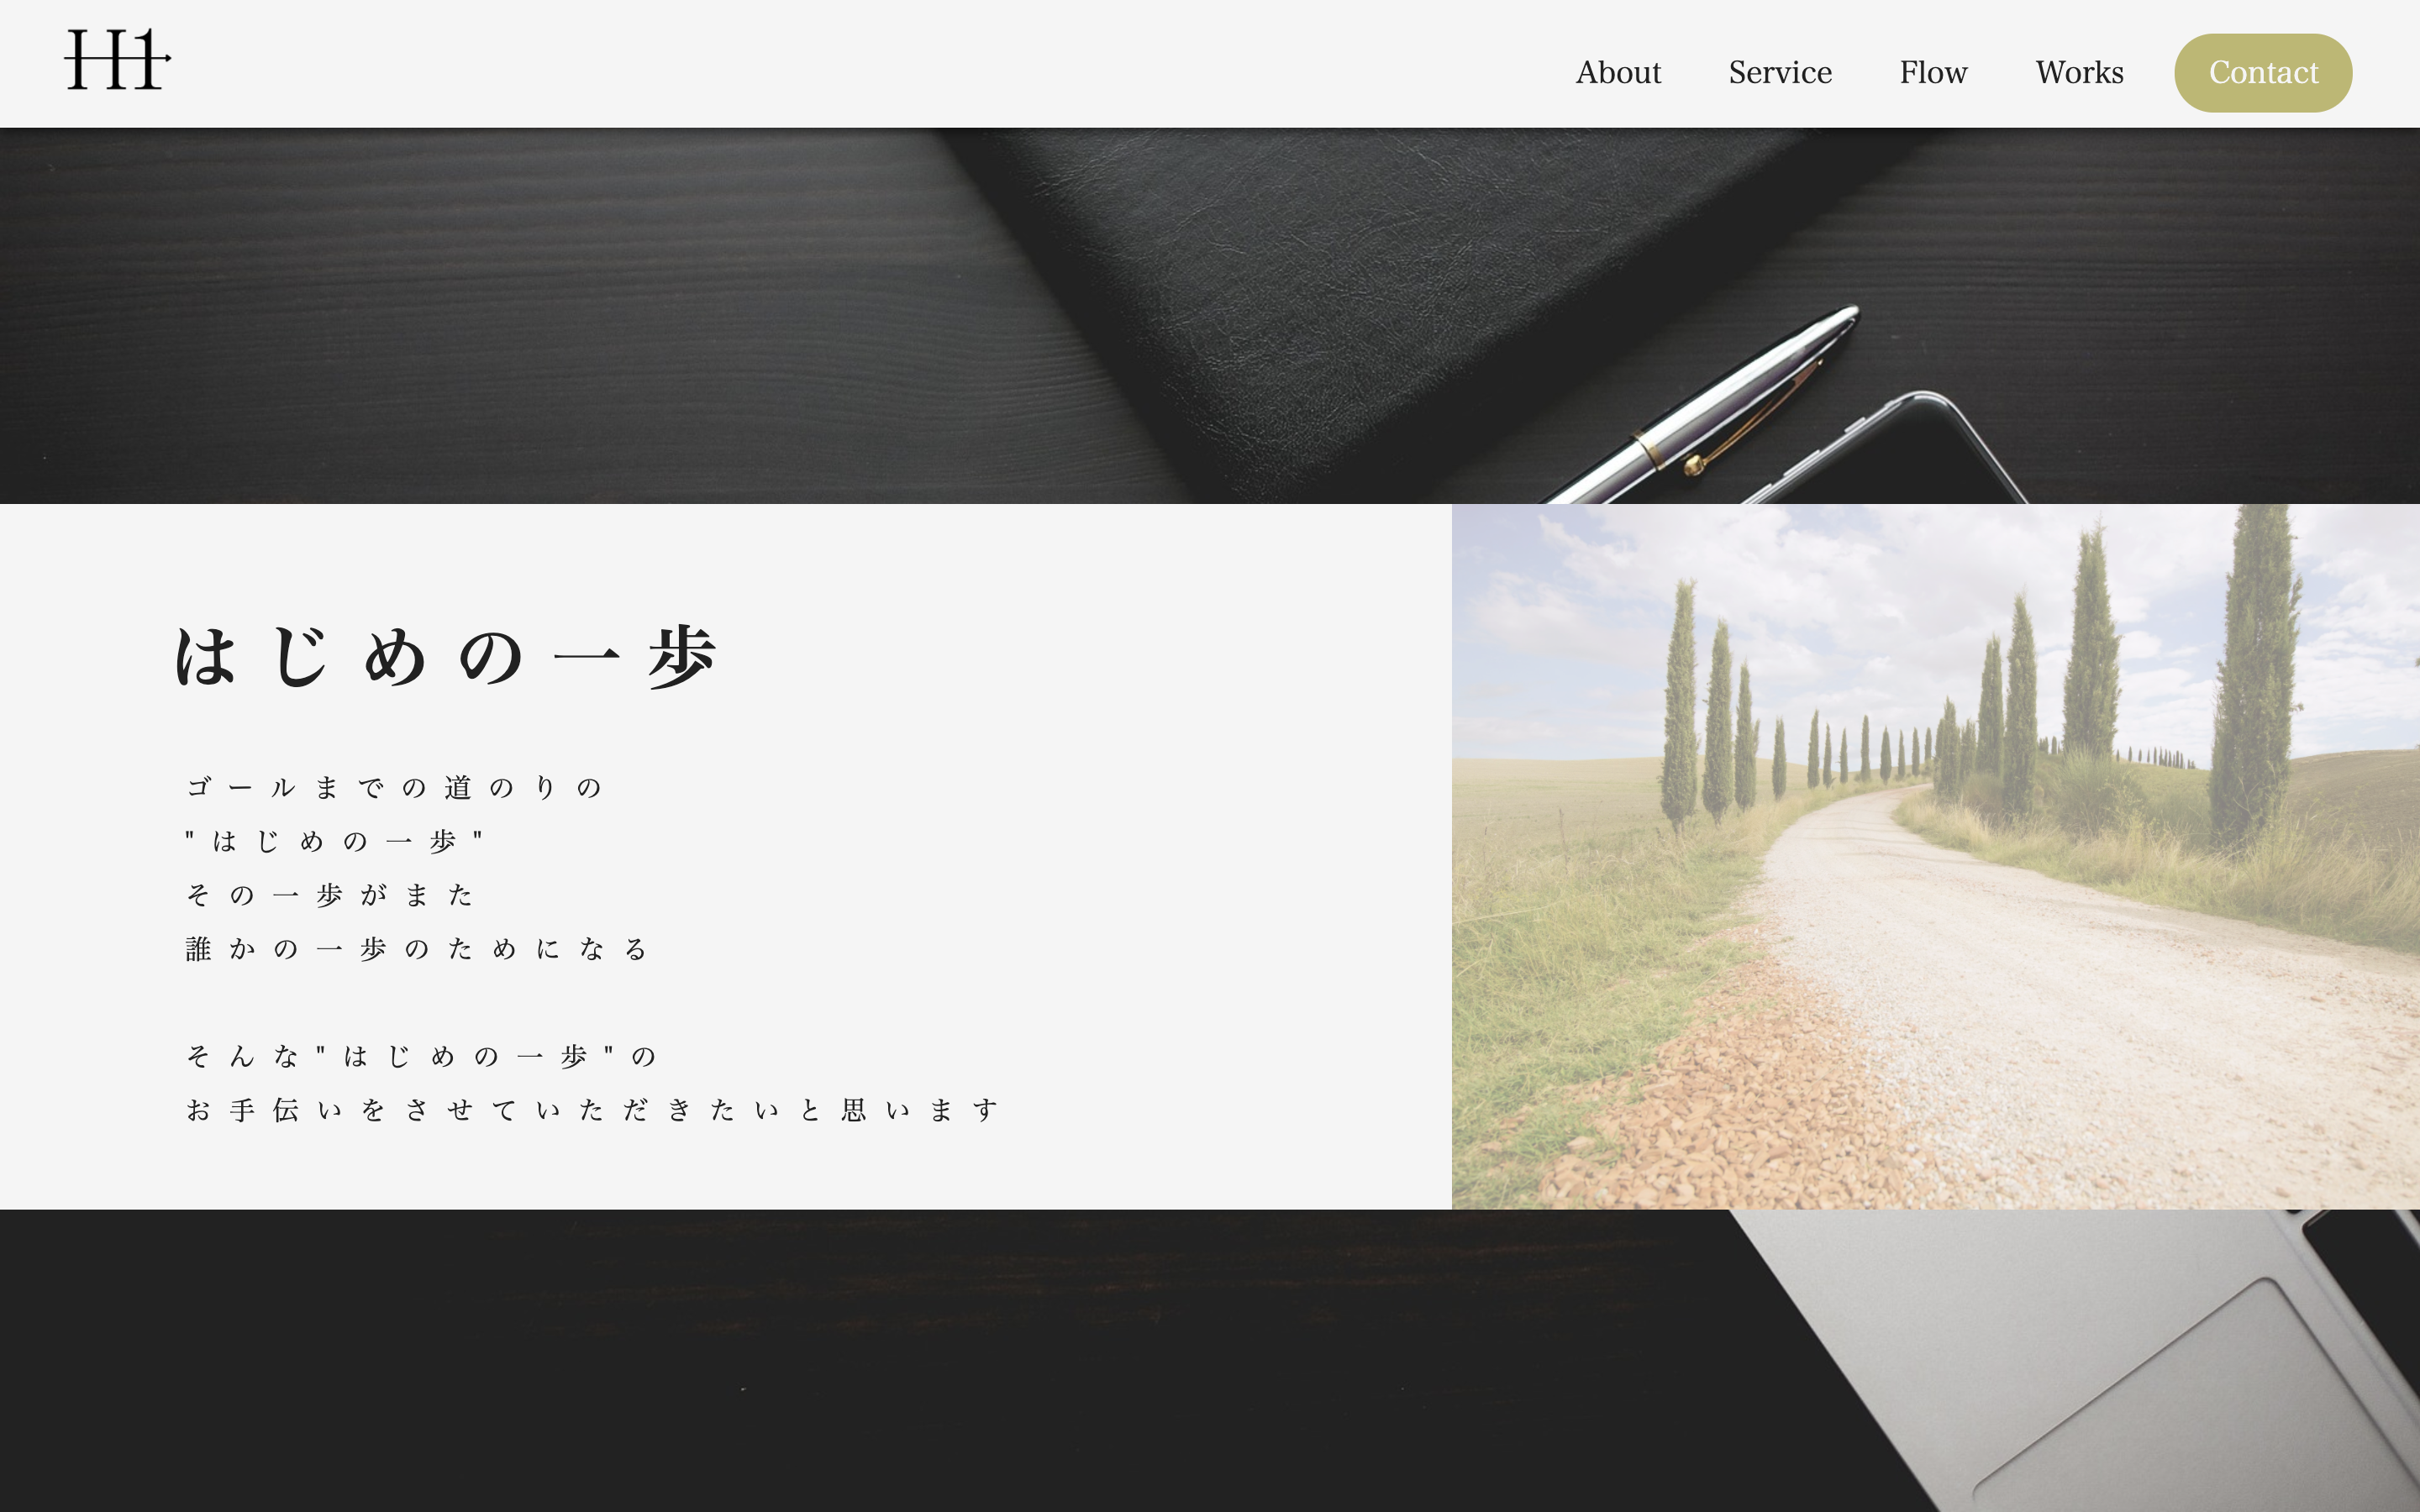 H1
About
Service
Flow
Works
Contact
はじめの一歩
ゴールまでの道のりの
"はじめの一歩"
その一歩がまた
誰かの一歩のためになる
そんな"はじめの一歩"の
お手伝いをさせていただきたいと思います